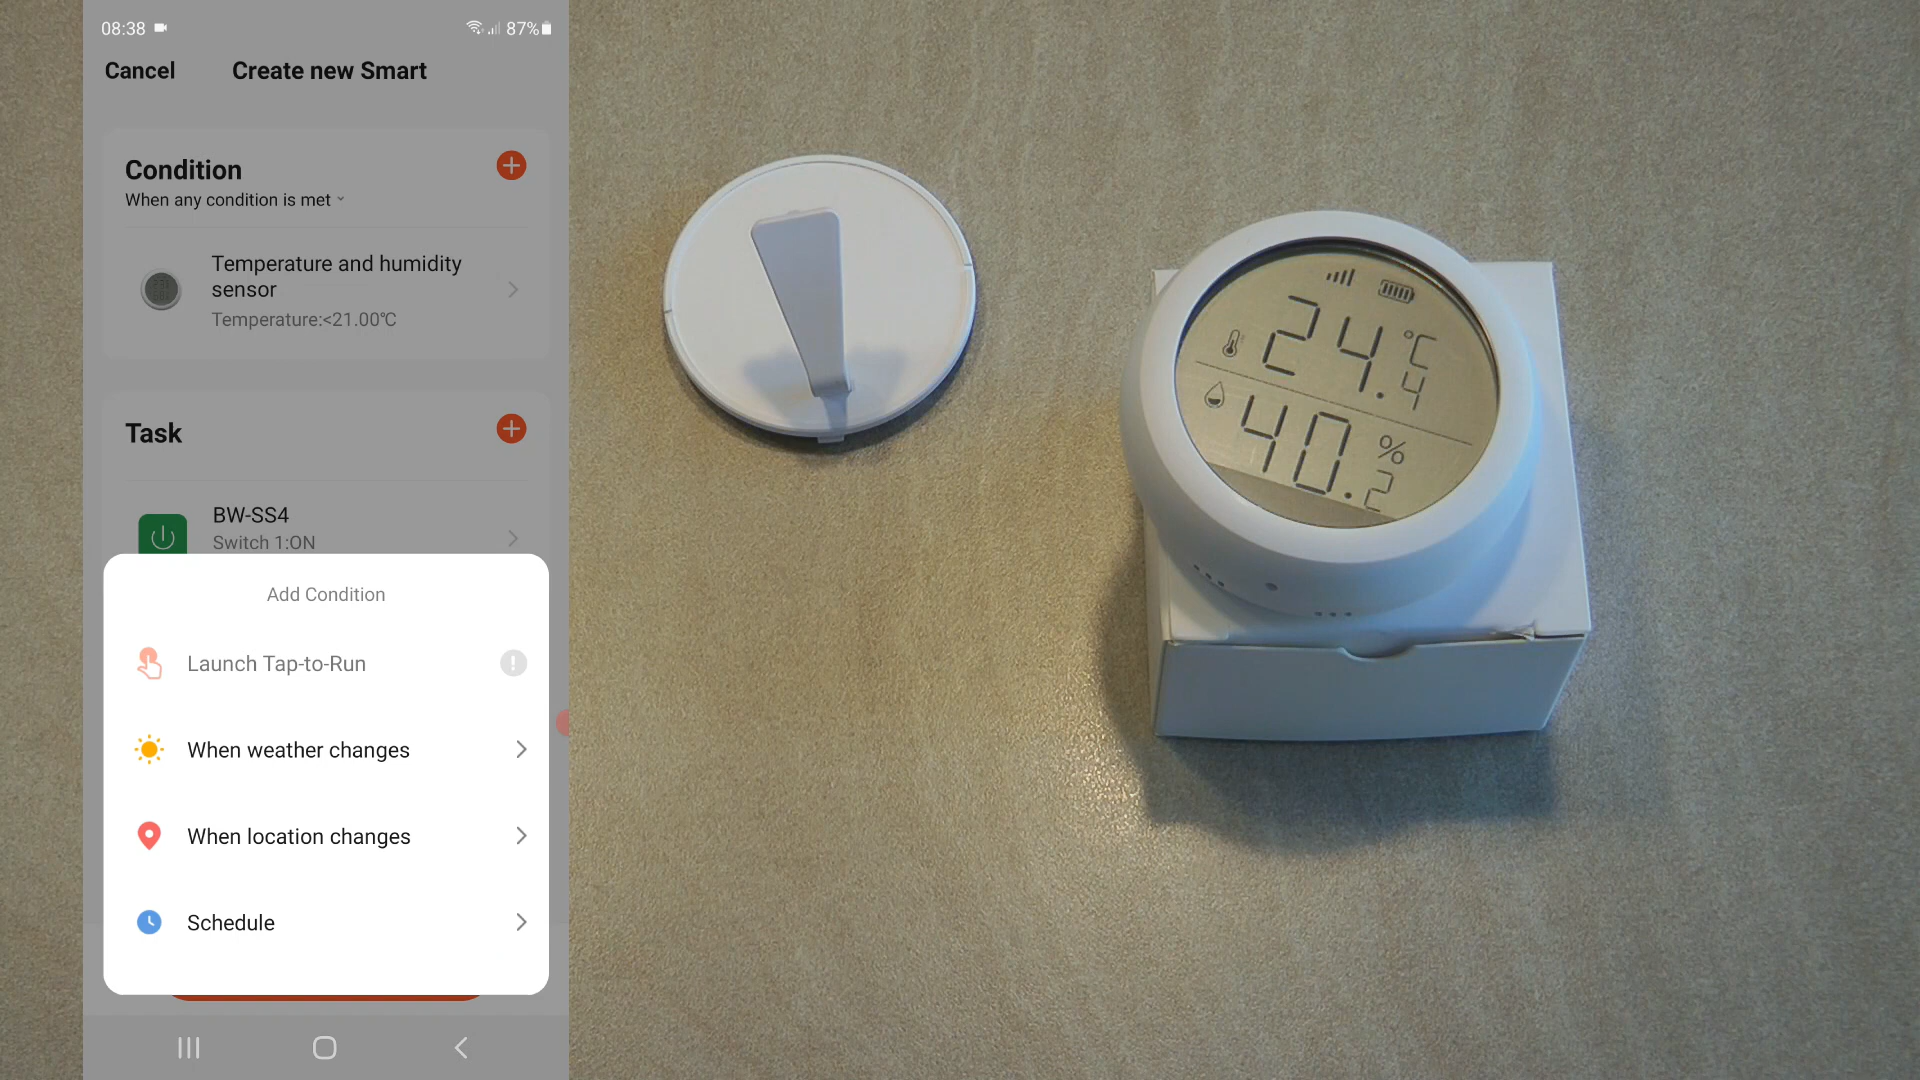 08:38
87%
Cancel
Create new Smart
Condition
When any condition is met
Temperature and humidity
sensor
Temperature:<21.00℃
Task
BW-SS4
Switch 1:ON
Add Condition
Launch Tap-to-Run
When weather changes
When location changes
Schedule
24.4 °C
40.2 %